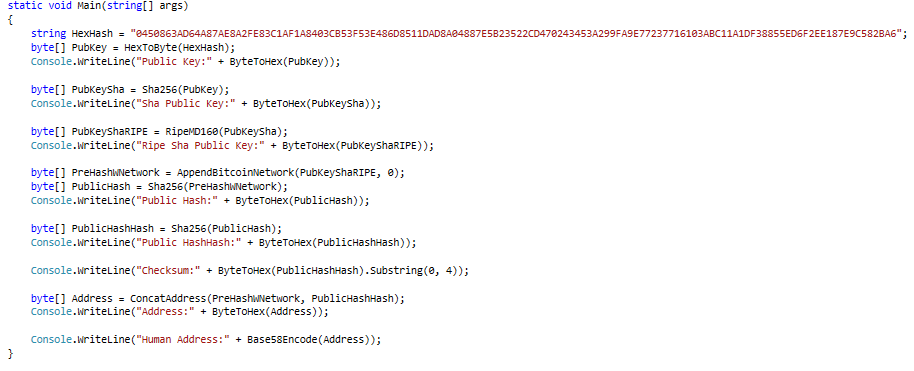 static void Main(string[] args)
{
string HexHash = "0450863AD64A87AE8A2FE83C1AF1A8403CB53F53E486D8511DAD8A04887E5B23522CD470243453A299FA9E77237716103ABC11A1DF38855ED6F2EE187E9C582BA6";
byte[] PubKey = HexToByte(HexHash);
Console.WriteLine("Public Key:" + ByteToHex(PubKey));
byte[] PubKeySha = Sha256(PubKey);
Console.WriteLine("Sha Public Key:" + ByteToHex(PubKeySha));
byte[] PubKeyShaRIPE = RipeMD160(PubKeySha);
Console.WriteLine("Ripe Sha Public Key:" + ByteToHex(PubKeyShaRIPE));
byte[] PreHashWNetwork = AppendBitcoinNetwork(PubKeyShaRIPE, 0);
byte[] PublicHash = Sha256(PreHashWNetwork);
Console.WriteLine("Public Hash:" + ByteToHex(PublicHash));
byte[] PublicHashHash = Sha256(PublicHash);
Console.WriteLine("Public HashHash:" + ByteToHex(PublicHashHash));
Console.WriteLine("Checksum:" + ByteToHex(PublicHashHash).Substring(0, 4));
byte[] Address = ConcatAddress(PreHashWNetwork, PublicHashHash);
Console.WriteLine("Address:" + ByteToHex(Address));
Console.WriteLine("Human Address:" + Base58Encode(Address));
}